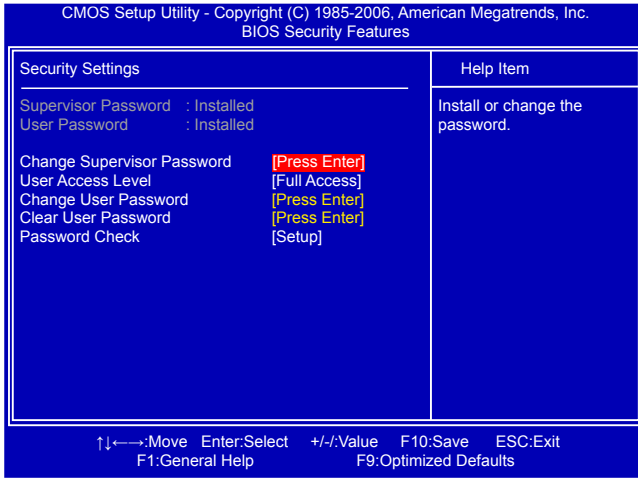 CMOS Setup Utility - Copyright (C) 1985-2006, American Megatrends, Inc.
BIOS Security Features
Security Settings
Help Item
Supervisor Password : Installed
User Password : Installed
Install or change the
password.
Change Supervisor Password [Press Enter]
User Access Level [Full Access]
Change User Password [Press Enter]
Clear User Password [Press Enter]
Password Check [Setup]
↑↓←→:Move Enter:Select +/-/:Value F10:Save ESC:Exit
F1:General Help F9:Optimized Defaults